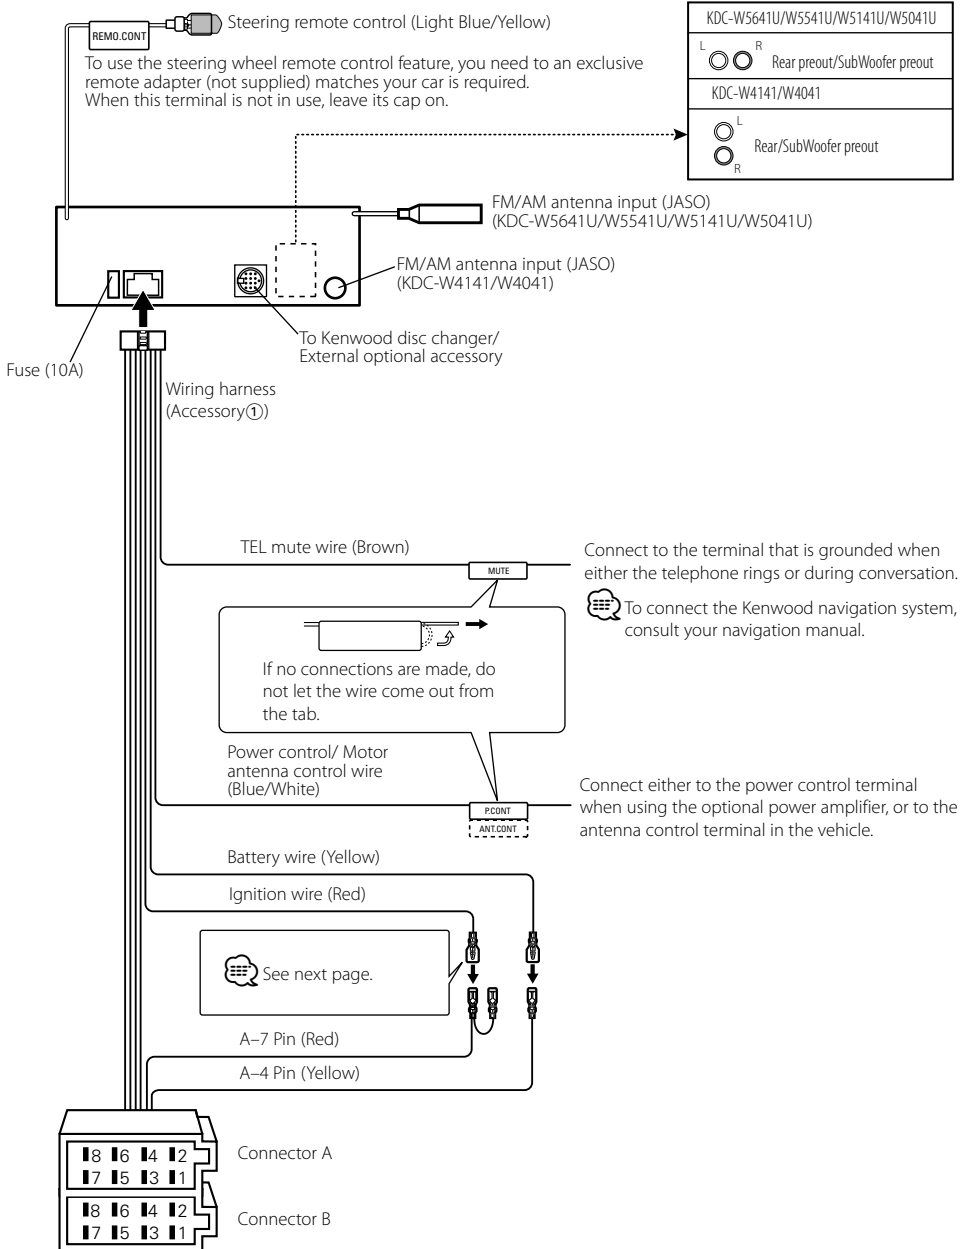 REMO.CONT
Steering remote control (Light Blue/Yellow)
To use the steering wheel remote control feature, you need to an exclusive
remote adapter (not supplied) matches your car is required.
When this terminal is not in use, leave its cap on.
KDC-W5641U/W5541U/W5141U/W5041U
L R
Rear preout/SubWoofer preout
KDC-W4141/W4041
L
R
Rear/SubWoofer preout
FM/AM antenna input (JASO)
(KDC-W5641U/W5541U/W5141U/W5041U)
FM/AM antenna input (JASO)
(KDC-W4141/W4041)
To Kenwood disc changer/
External optional accessory
Fuse (10A)
Wiring harness
(Accessory①)
TEL mute wire (Brown)
MUTE
Connect to the terminal that is grounded when
either the telephone rings or during conversation.
To connect the Kenwood navigation system,
consult your navigation manual.
If no connections are made, do
not let the wire come out from
the tab.
Power control/ Motor
antenna control wire
(Blue/White)
P.CONT
ANT.CONT
Connect either to the power control terminal
when using the optional power amplifier, or to the
antenna control terminal in the vehicle.
Battery wire (Yellow)
Ignition wire (Red)
See next page.
A–7 Pin (Red)
A–4 Pin (Yellow)
8 6 4 2
7 5 3 1
Connector A
8 6 4 2
7 5 3 1
Connector B